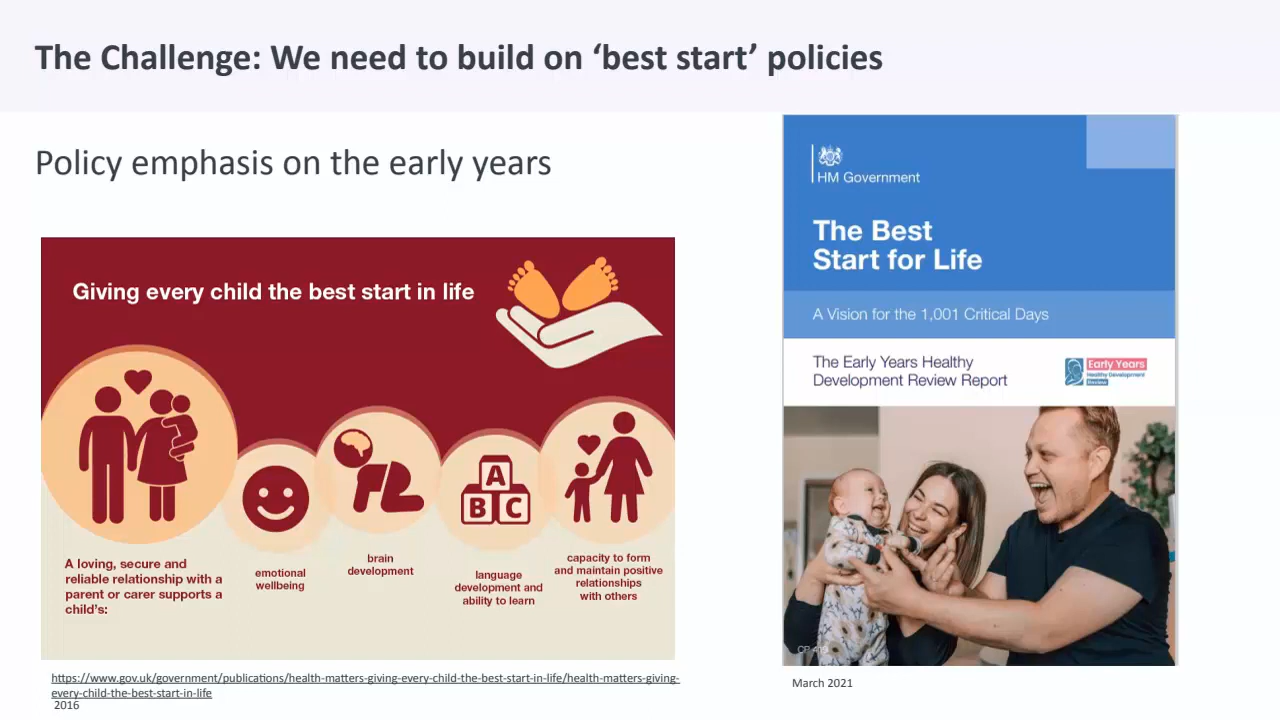 The Challenge: We need to build on ‘best start’ policies
Policy emphasis on the early years
Giving every child the best start in life
A
B C
A loving, secure and
reliable relationship with a
parent or carer supports a
child's:
emotional
wellbeing
brain
development
language
development and
ability to learn
capacity to form
and maintain positive
relationships
with others
https://www.gov.uk/government/publications/health-matters-giving-every-child-the-best-start-in-life/health-matters-giving-
every-child-the-best-start-in-life
2016
HM Government
The Best
Start for Life
A Vision for the 1,001 Critical Days
The Early Years Healthy
Development Review Report
Early Years
Healthy Development
Review
CP 419
March 2021